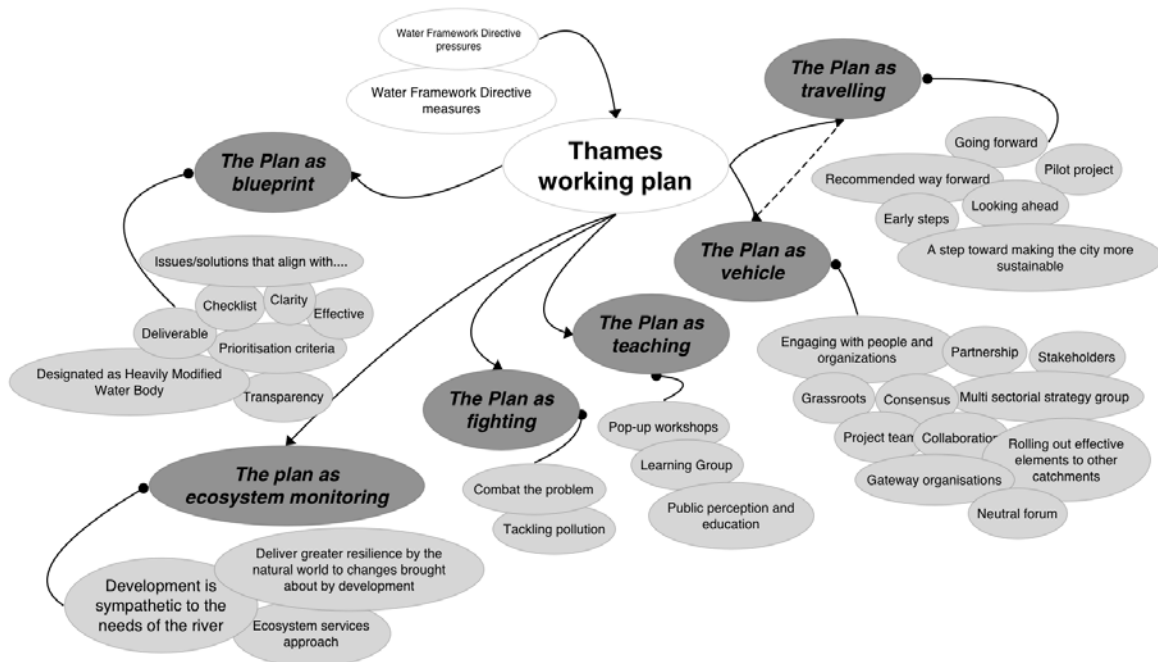 Water Framework Directive
pressures
Water Framework Directive
measures
Thames
working plan
The Plan as
travelling
Going forward
Pilot project
Recommended way forward
Looking ahead
Early steps
A step toward making the city more
sustainable
The Plan as
blueprint
Issues/solutions that align with....
Checklist
Clarity
Effective
Deliverable
Prioritisation criteria
Designated as Heavily Modified
Water Body
Transparency
The Plan as
vehicle
Engaging with people and
organizations
Partnership
Stakeholders
Grassroots
Consensus
Multi sectorial strategy group
Project team
Collaboration
Rolling out effective
elements to other
catchments
Gateway organisations
Neutral forum
The Plan as
teaching
Pop-up workshops
Learning Group
Public perception and
education
The Plan as
fighting
Combat the problem
Tackling pollution
The plan as
ecosystem monitoring
Deliver greater resilience by the
natural world to changes brought
about by development
Development is
sympathetic to the
needs of the river
Ecosystem services
approach